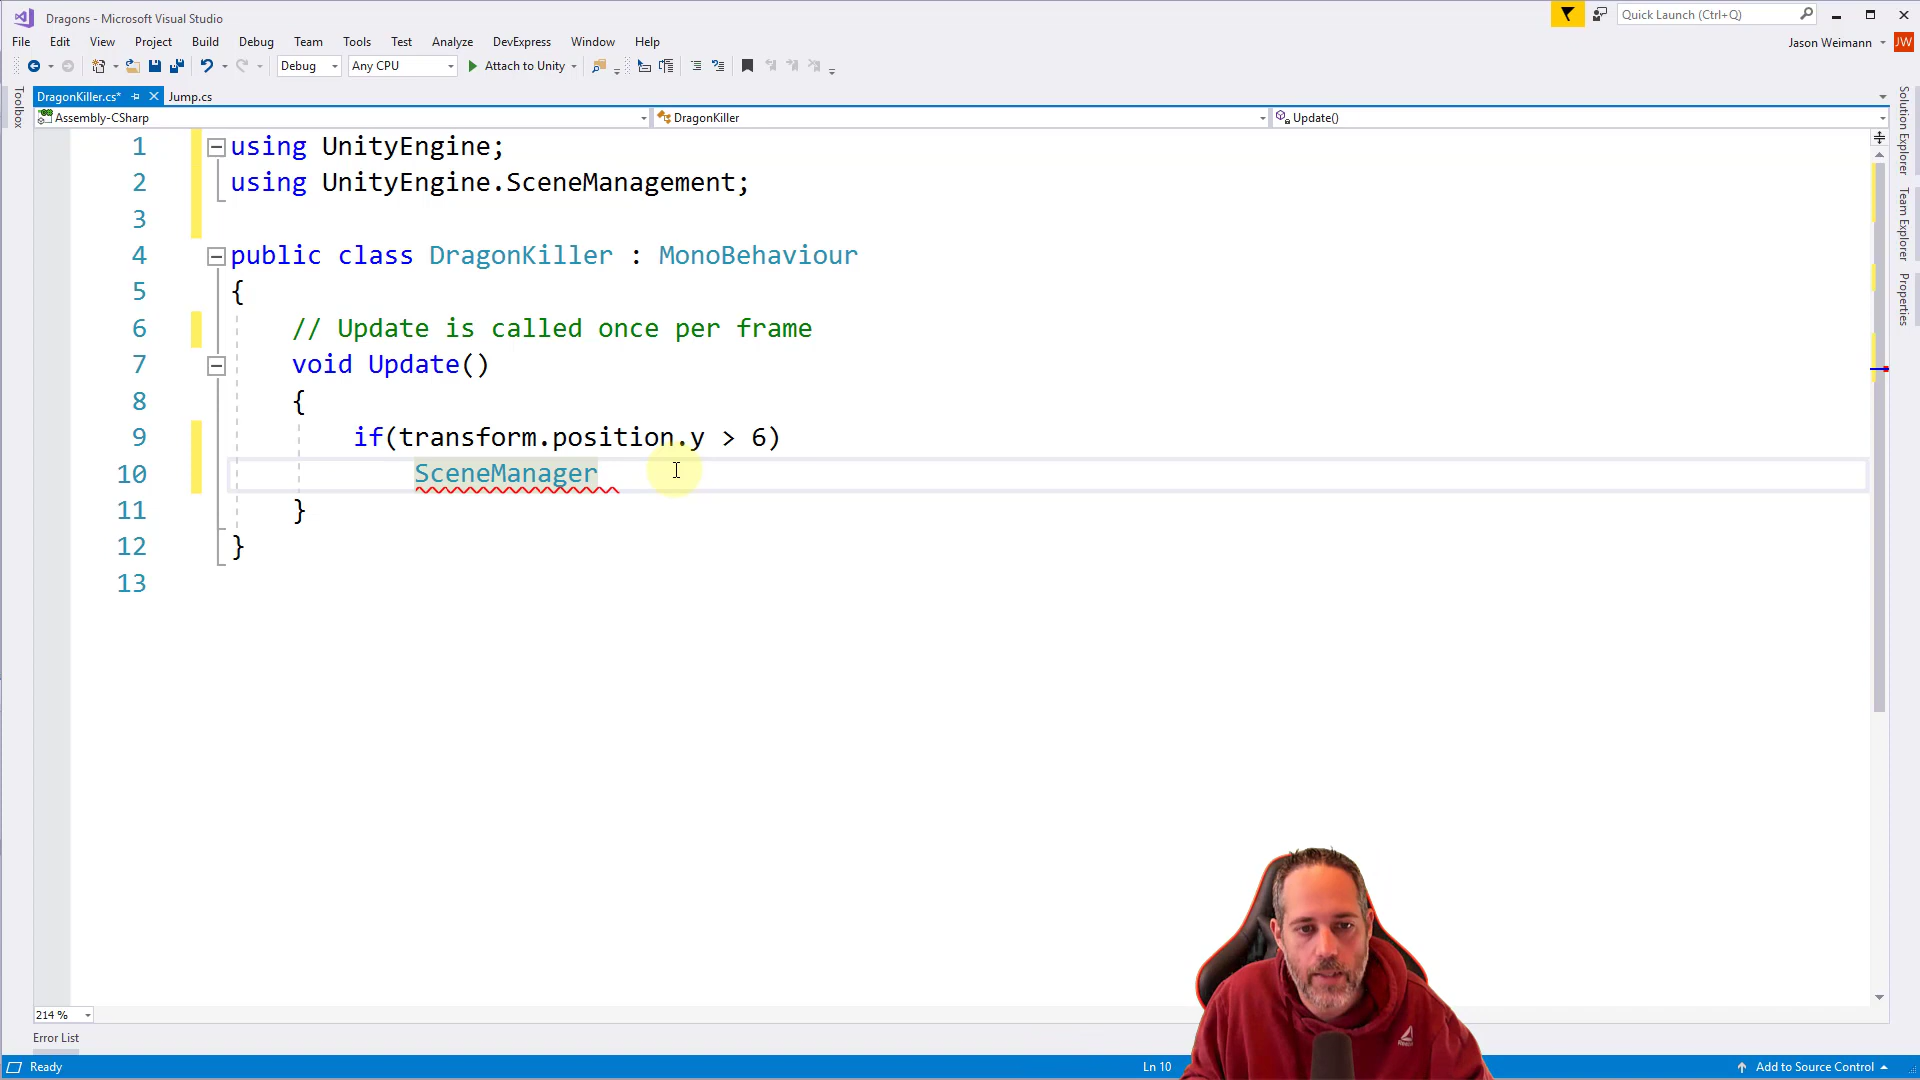 Dragons - Microsoft Visual Studio
Quick Launch (Ctrl+Q)
File Edit View Project Build Debug Team Tools Test Analyze DevExpress Window Help
Jason Weimann JW
Debug Any CPU Attach to Unity
DragonKiller.cs* Jump.cs
Assembly-CSharp DragonKiller Update()
Toolbox
Solution Explorer
Team Explorer
Properties
1 using UnityEngine;
2 using UnityEngine.SceneManagement;
3
4 public class DragonKiller : MonoBehaviour
5 {
6 // Update is called once per frame
7 void Update()
8 {
9 if(transform.position.y > 6)
10 SceneManager
11 }
12 }
13
214 %
Error List
Ready Ln 10 Add to Source Control
Reebok